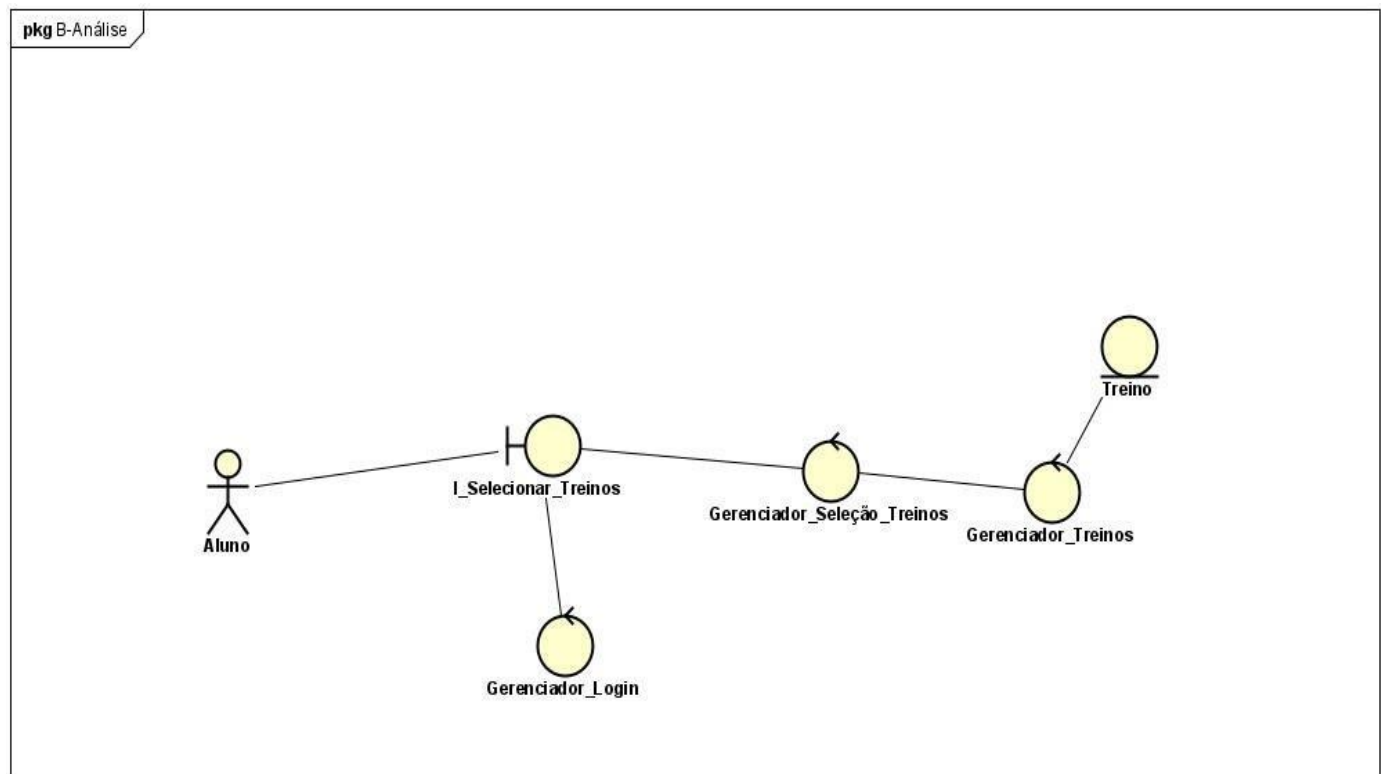 pkg B-Análise
Treino
I_Selecionar_Treinos
Gerenciador_Seleção_Treinos
Gerenciador_Treinos
Aluno
Gerenciador_Login